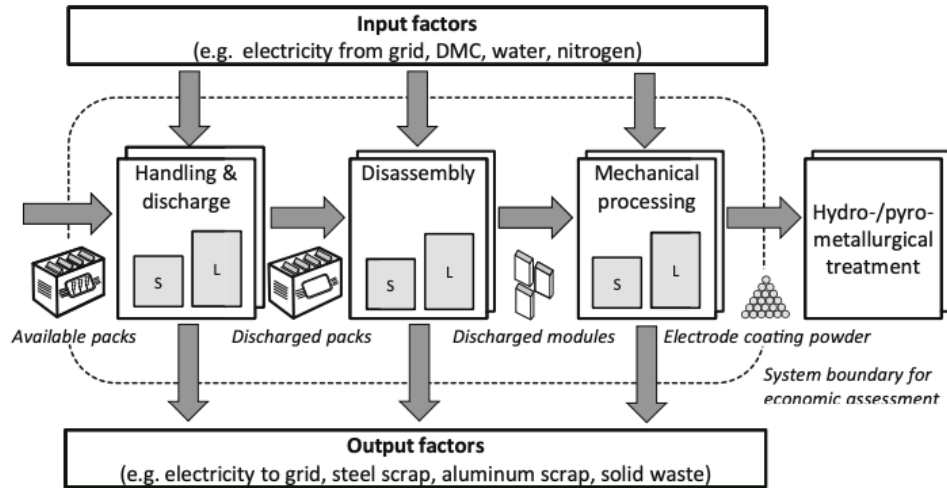 Input factors
(e.g. electricity from grid, DMC, water, nitrogen)
Handling &
discharge
S
L
Disassembly
S
L
Mechanical
processing
S
L
Hydro-/pyro-
metallurgical
treatment
Available packs
Discharged packs
Discharged modules
Electrode coating powder
System boundary for
economic assessment
Output factors
(e.g. electricity to grid, steel scrap, aluminum scrap, solid waste)